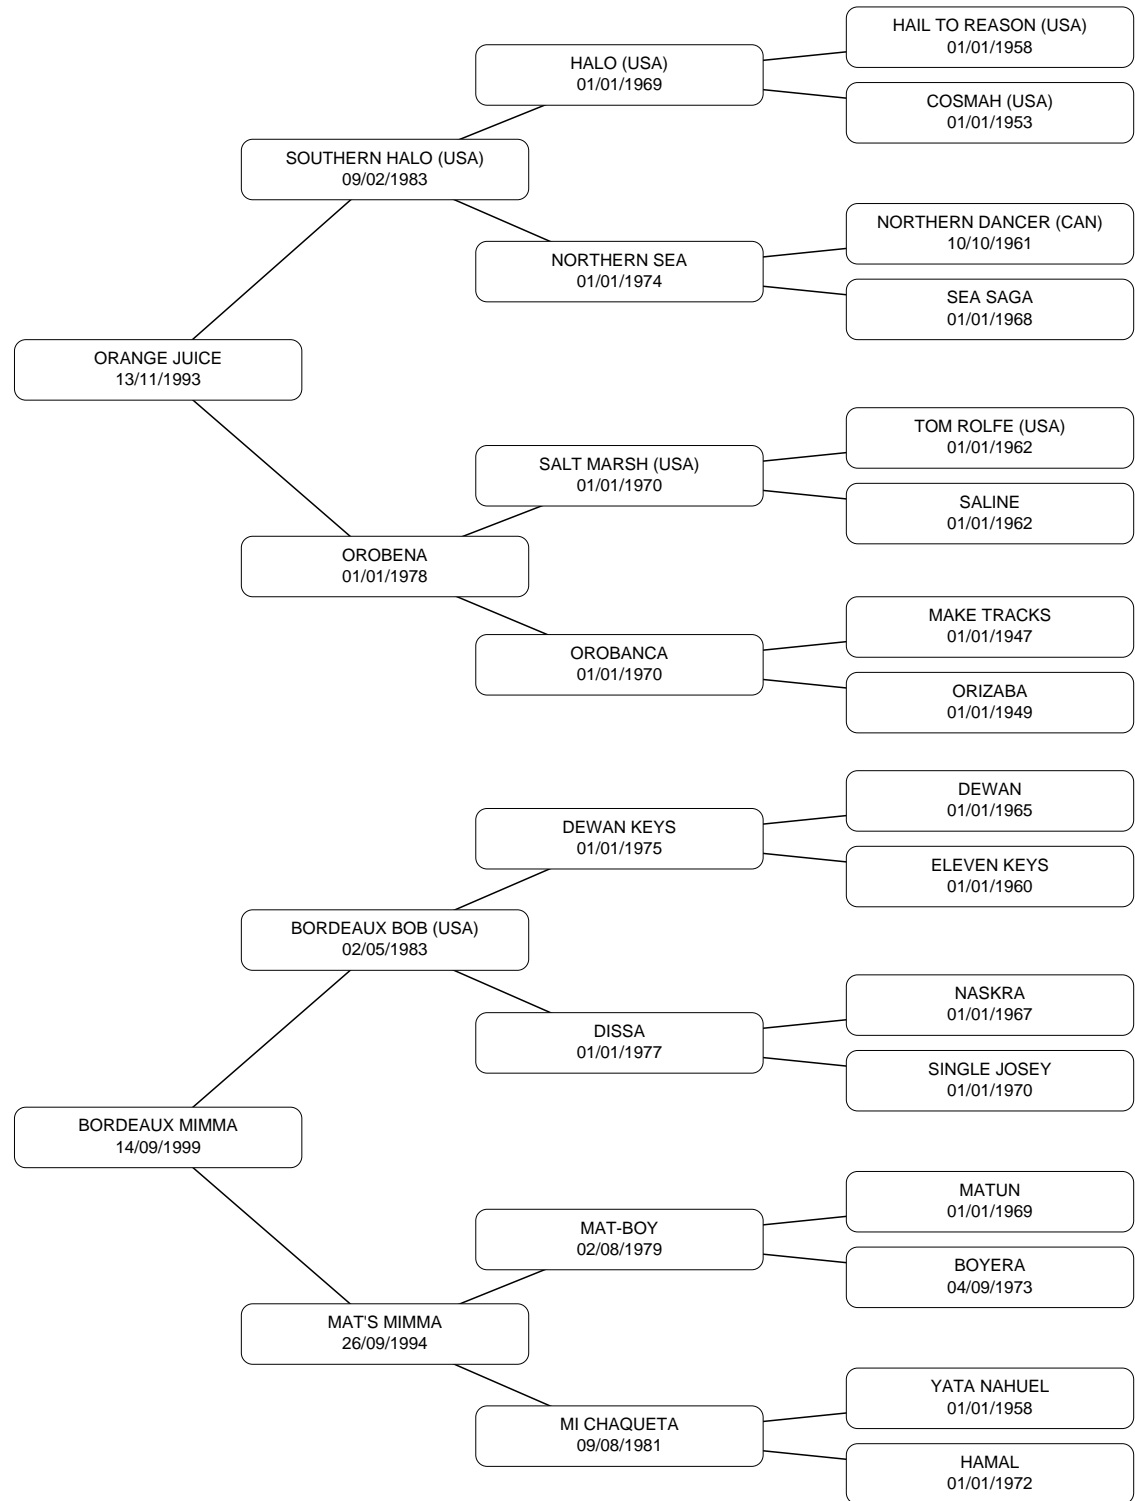 HAIL TO REASON (USA)
01/01/1958
HALO (USA)
01/01/1969
COSMAH (USA)
01/01/1953
SOUTHERN HALO (USA)
09/02/1983
NORTHERN DANCER (CAN)
10/10/1961
NORTHERN SEA
01/01/1974
SEA SAGA
01/01/1968
ORANGE JUICE
13/11/1993
TOM ROLFE (USA)
01/01/1962
SALT MARSH (USA)
01/01/1970
SALINE
01/01/1962
OROBENA
01/01/1978
MAKE TRACKS
01/01/1947
OROBANCA
01/01/1970
ORIZABA
01/01/1949
DEWAN
01/01/1965
DEWAN KEYS
01/01/1975
ELEVEN KEYS
01/01/1960
BORDEAUX BOB (USA)
02/05/1983
NASKRA
01/01/1967
DISSA
01/01/1977
SINGLE JOSEY
01/01/1970
BORDEAUX MIMMA
14/09/1999
MATUN
01/01/1969
MAT-BOY
02/08/1979
BOYERA
04/09/1973
MAT'S MIMMA
26/09/1994
YATA NAHUEL
01/01/1958
MI CHAQUETA
09/08/1981
HAMAL
01/01/1972